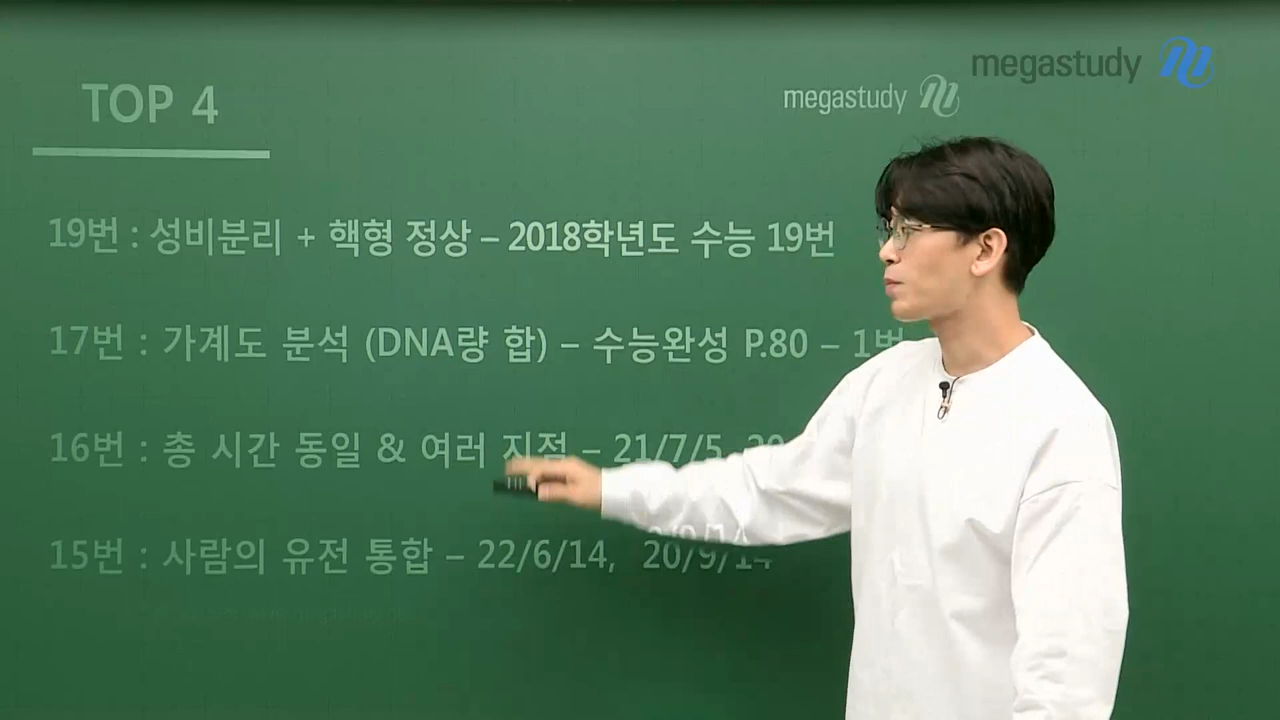 megastudy
megastudy
TOP 4
19번 : 성비분리 + 핵형 정상 – 2018학년도 수능 19번
17번 : 가계도 분석 (DNA량 합) – 수능완성 P.80 – 1번
16번 : 총 시간 동일 & 여러 지점 – 21/7/5,
15번 : 사람의 유전 통합 – 22/6/14, 20/9/14